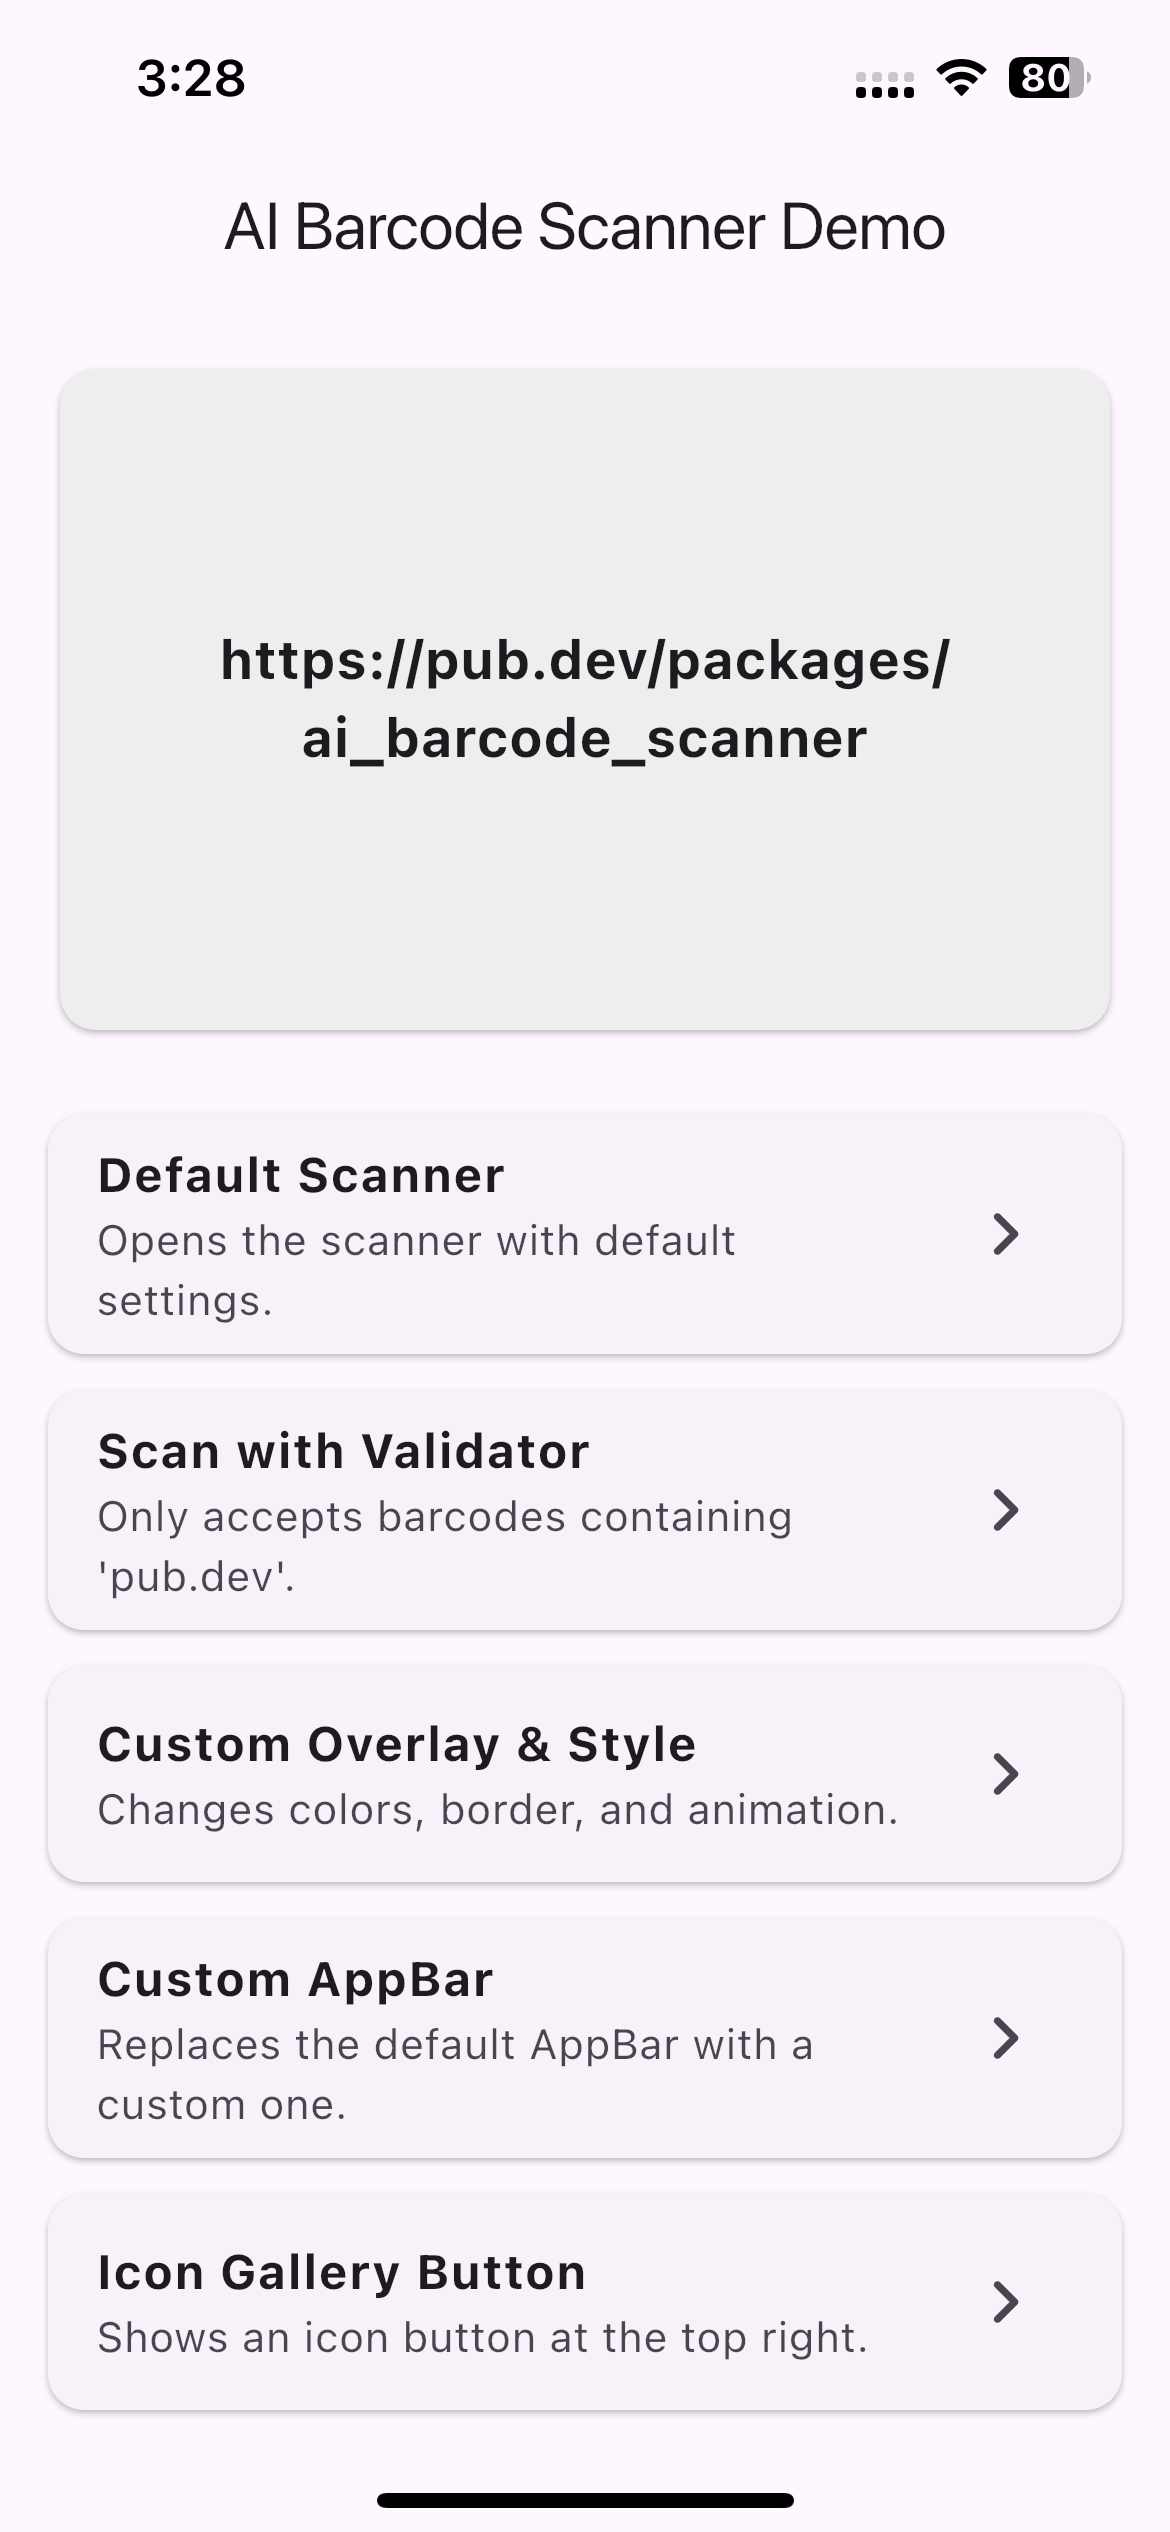 3:28
80
AI Barcode Scanner Demo
https://pub.dev/packages/
ai_barcode_scanner
Default Scanner
Opens the scanner with default
settings.
Scan with Validator
Only accepts barcodes containing
'pub.dev'.
Custom Overlay & Style
Changes colors, border, and animation.
Custom AppBar
Replaces the default AppBar with a
custom one.
Icon Gallery Button
Shows an icon button at the top right.